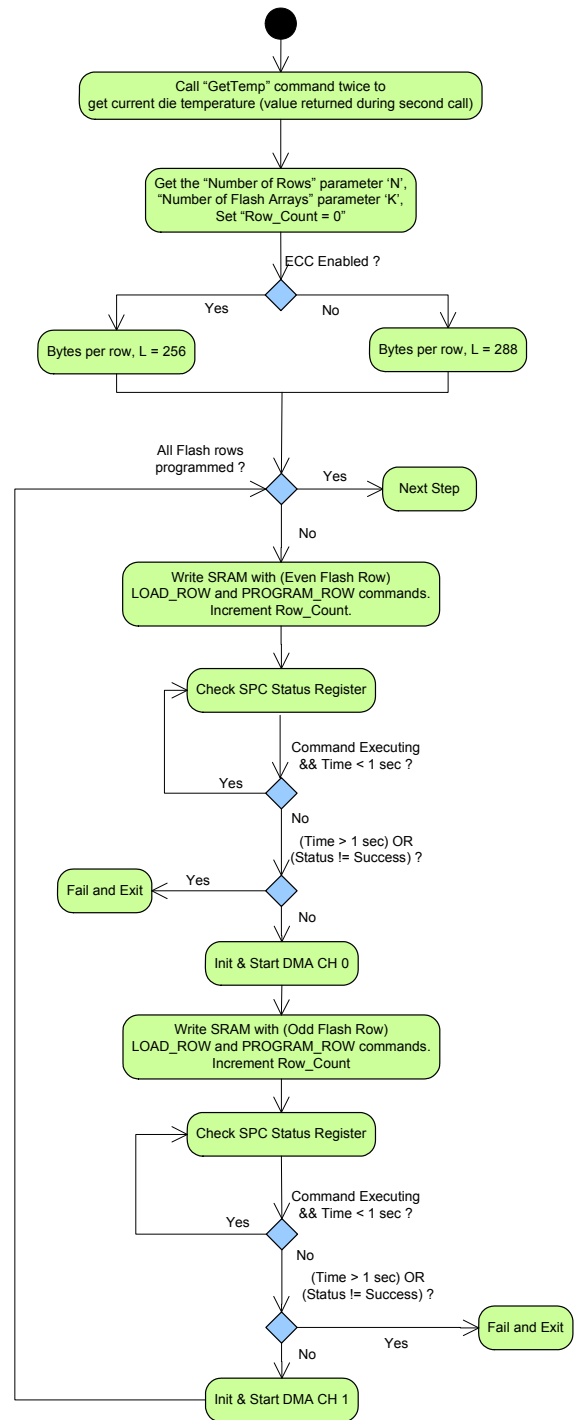 Call “GetTemp” command twice to
get current die temperature (value returned during second call)
Get the “Number of Rows” parameter ‘N’,
“Number of Flash Arrays” parameter ‘K’,
Set “Row_Count = 0”
ECC Enabled ?
Yes
No
Bytes per row, L = 256
Bytes per row, L = 288
All Flash rows
programmed ?
Yes
Next Step
No
Write SRAM with (Even Flash Row)
LOAD_ROW and PROGRAM_ROW commands.
Increment Row_Count.
Check SPC Status Register
Command Executing
&& Time < 1 sec ?
Yes
No
(Time > 1 sec) OR
(Status != Success) ?
Fail and Exit
Yes
No
Init & Start DMA CH 0
Write SRAM with (Odd Flash Row)
LOAD_ROW and PROGRAM_ROW commands.
Increment Row_Count
Check SPC Status Register
Command Executing
&& Time < 1 sec ?
Yes
No
(Time > 1 sec) OR
(Status != Success) ?
Fail and Exit
Yes
No
Init & Start DMA CH 1